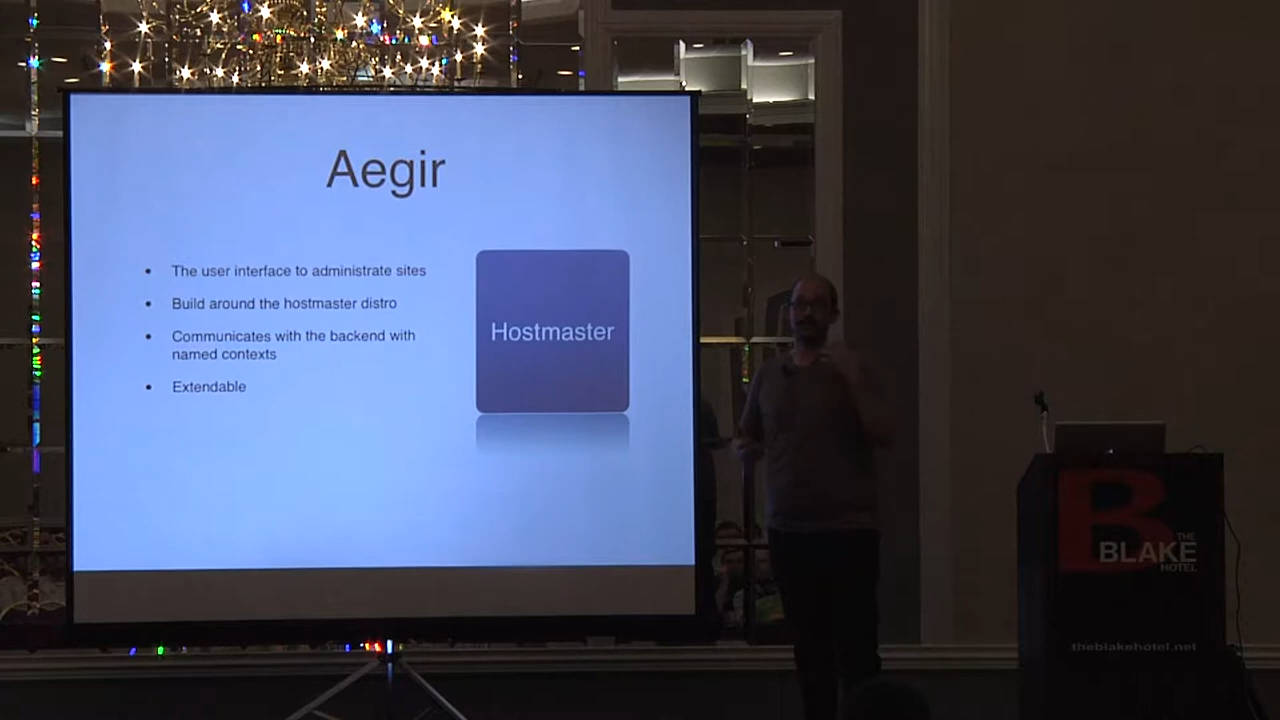 Aegir
• The user interface to administrate sites
• Build around the hostmaster distro
• Communicates with the backend with
named contexts
• Extendable
Hostmaster
B
THE
BLAKE
HOTEL
theblakehotel.net